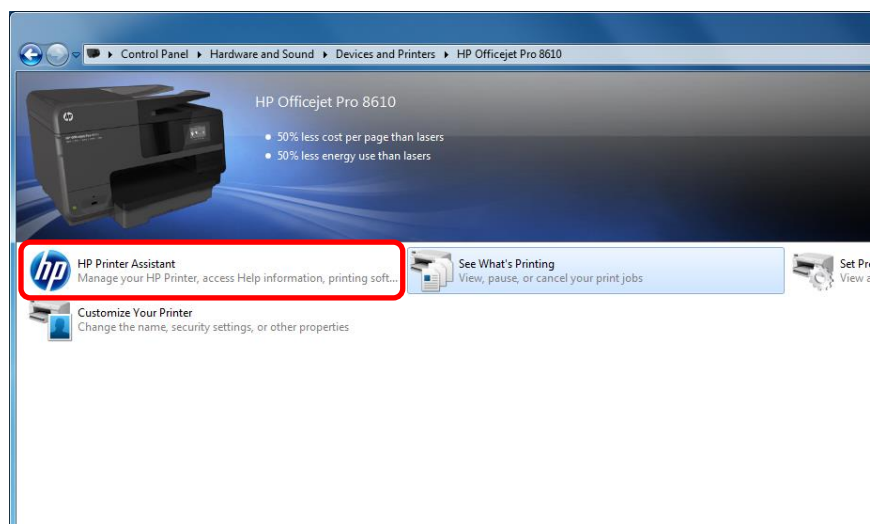 Control Panel ▸ Hardware and Sound ▸ Devices and Printers ▸ HP Officejet Pro 8610
HP Officejet Pro 8610
• 50% less cost per page than lasers
• 50% less energy use than lasers
hp
HP Printer Assistant
Manage your HP Printer, access Help information, printing soft...
See What's Printing
View, pause, or cancel your print jobs
Set Pr
View a
Customize Your Printer
Change the name, security settings, or other properties